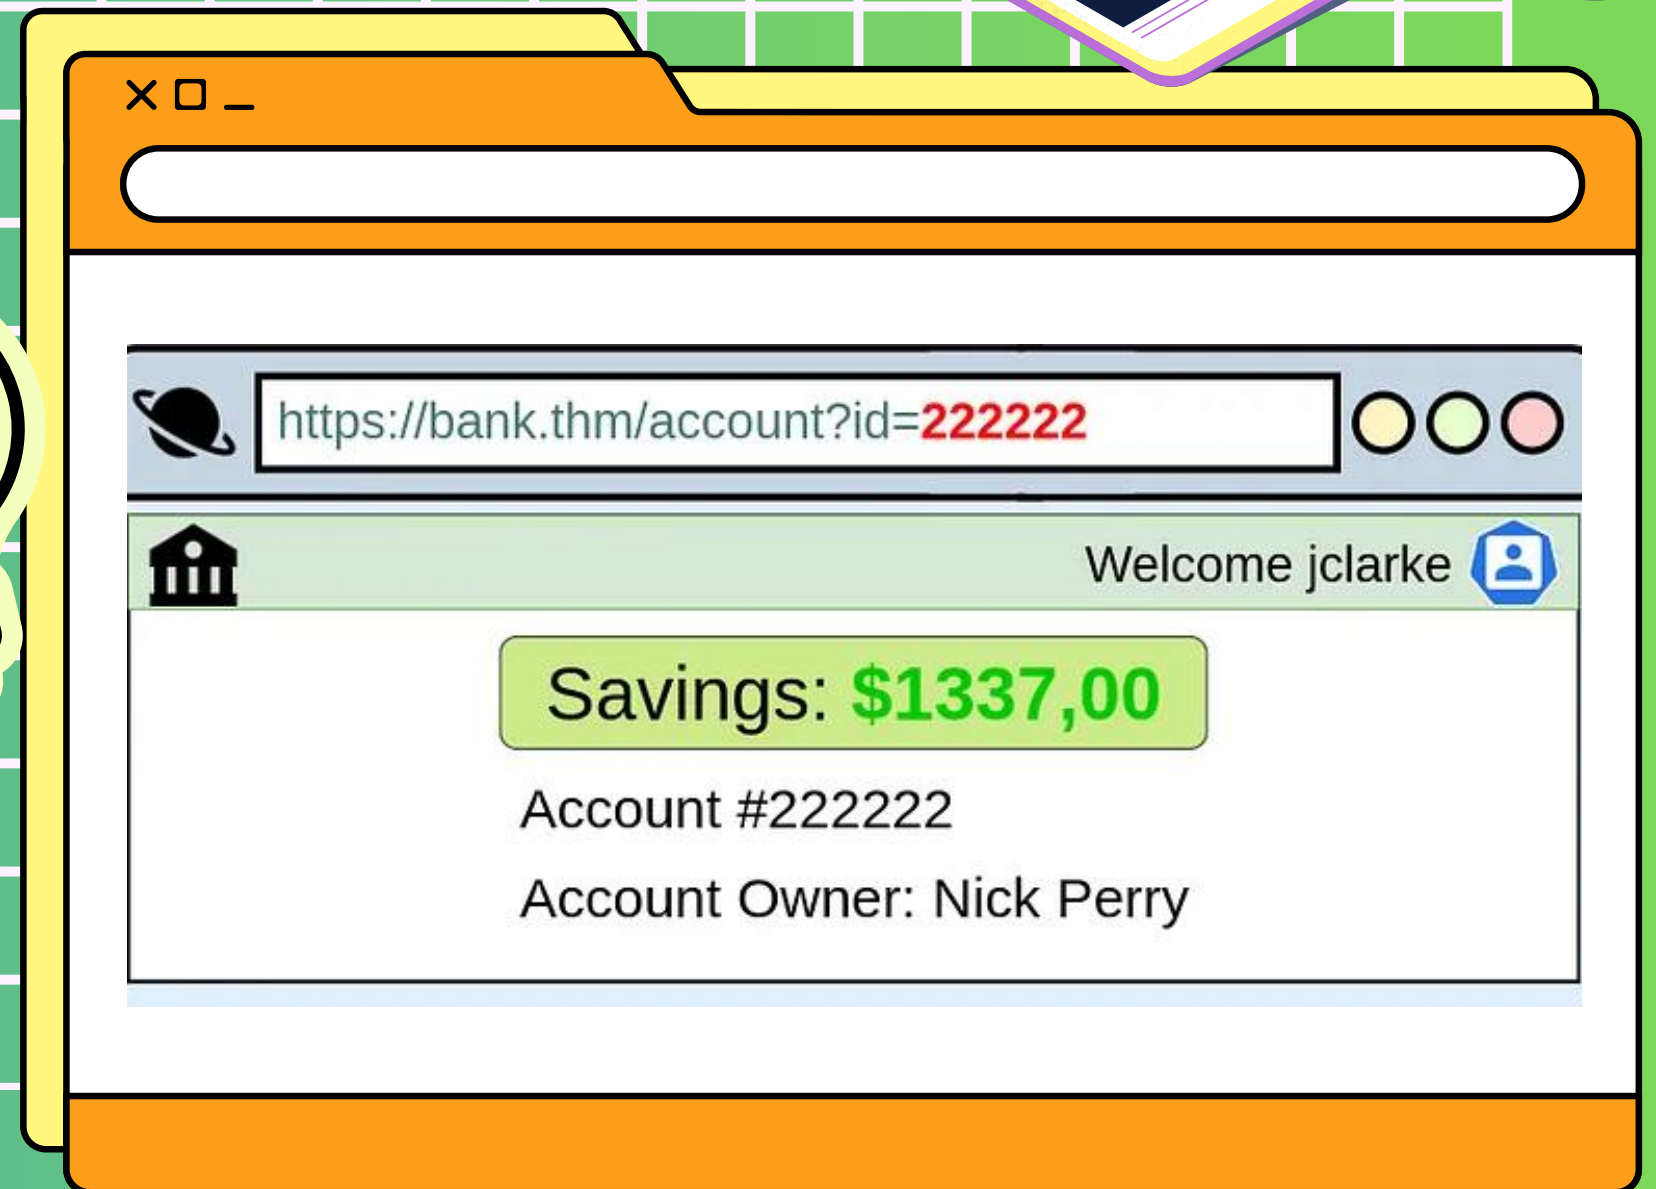 https://bank.thm/account?id=222222
Welcome jclarke
Savings: $1337,00
Account #222222
Account Owner: Nick Perry